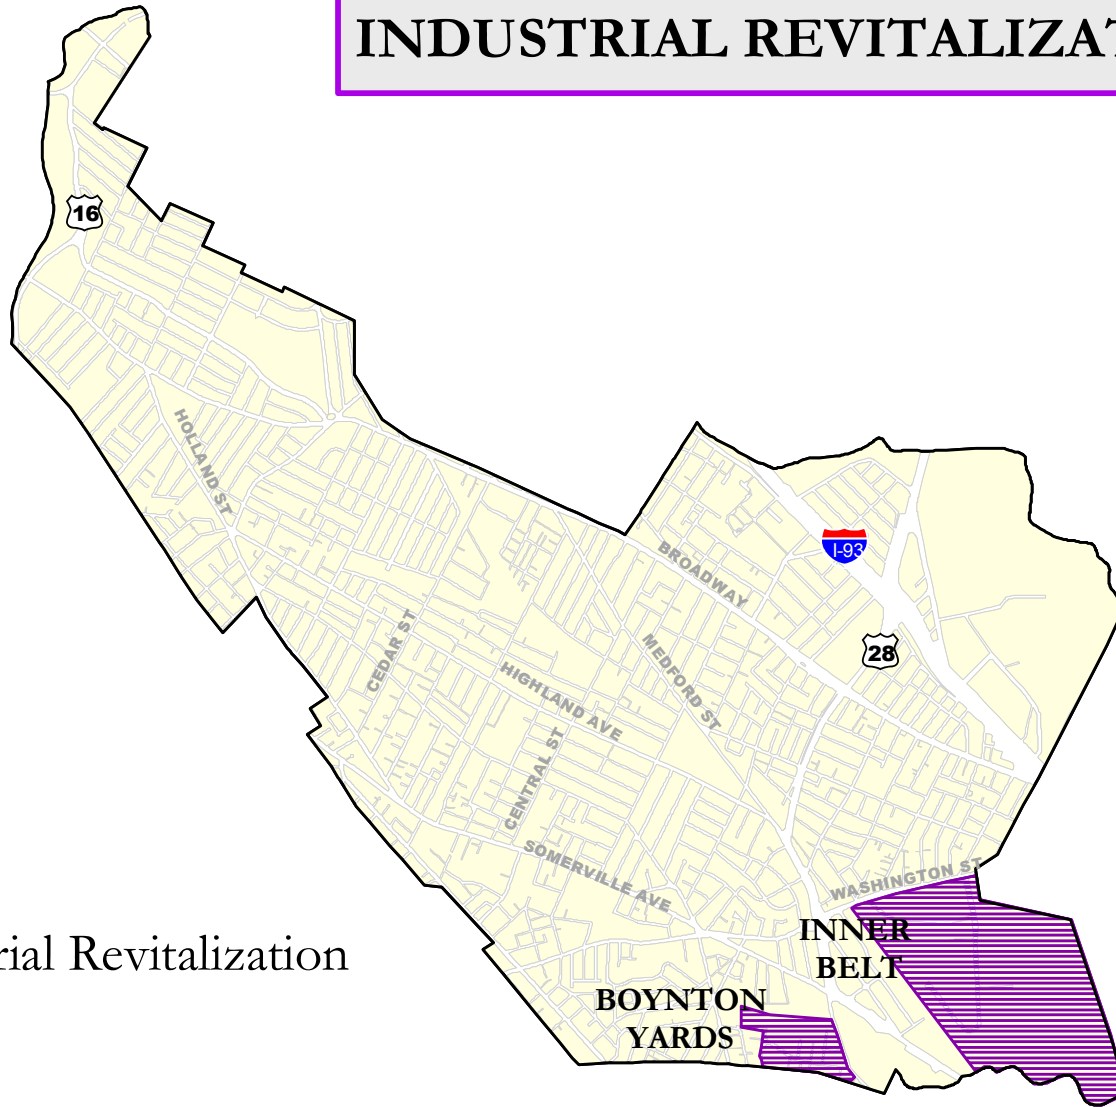 INDUSTRIAL REVITALIZAT
16
HOLLAND ST
BROADWAY
I-93
28
CEDAR ST
MEDFORD ST
HIGHLAND AVE
CENTRAL ST
SOMERVILLE AVE
WASHINGTON ST
INNER
BELT
rial Revitalization
BOYNTON
YARDS